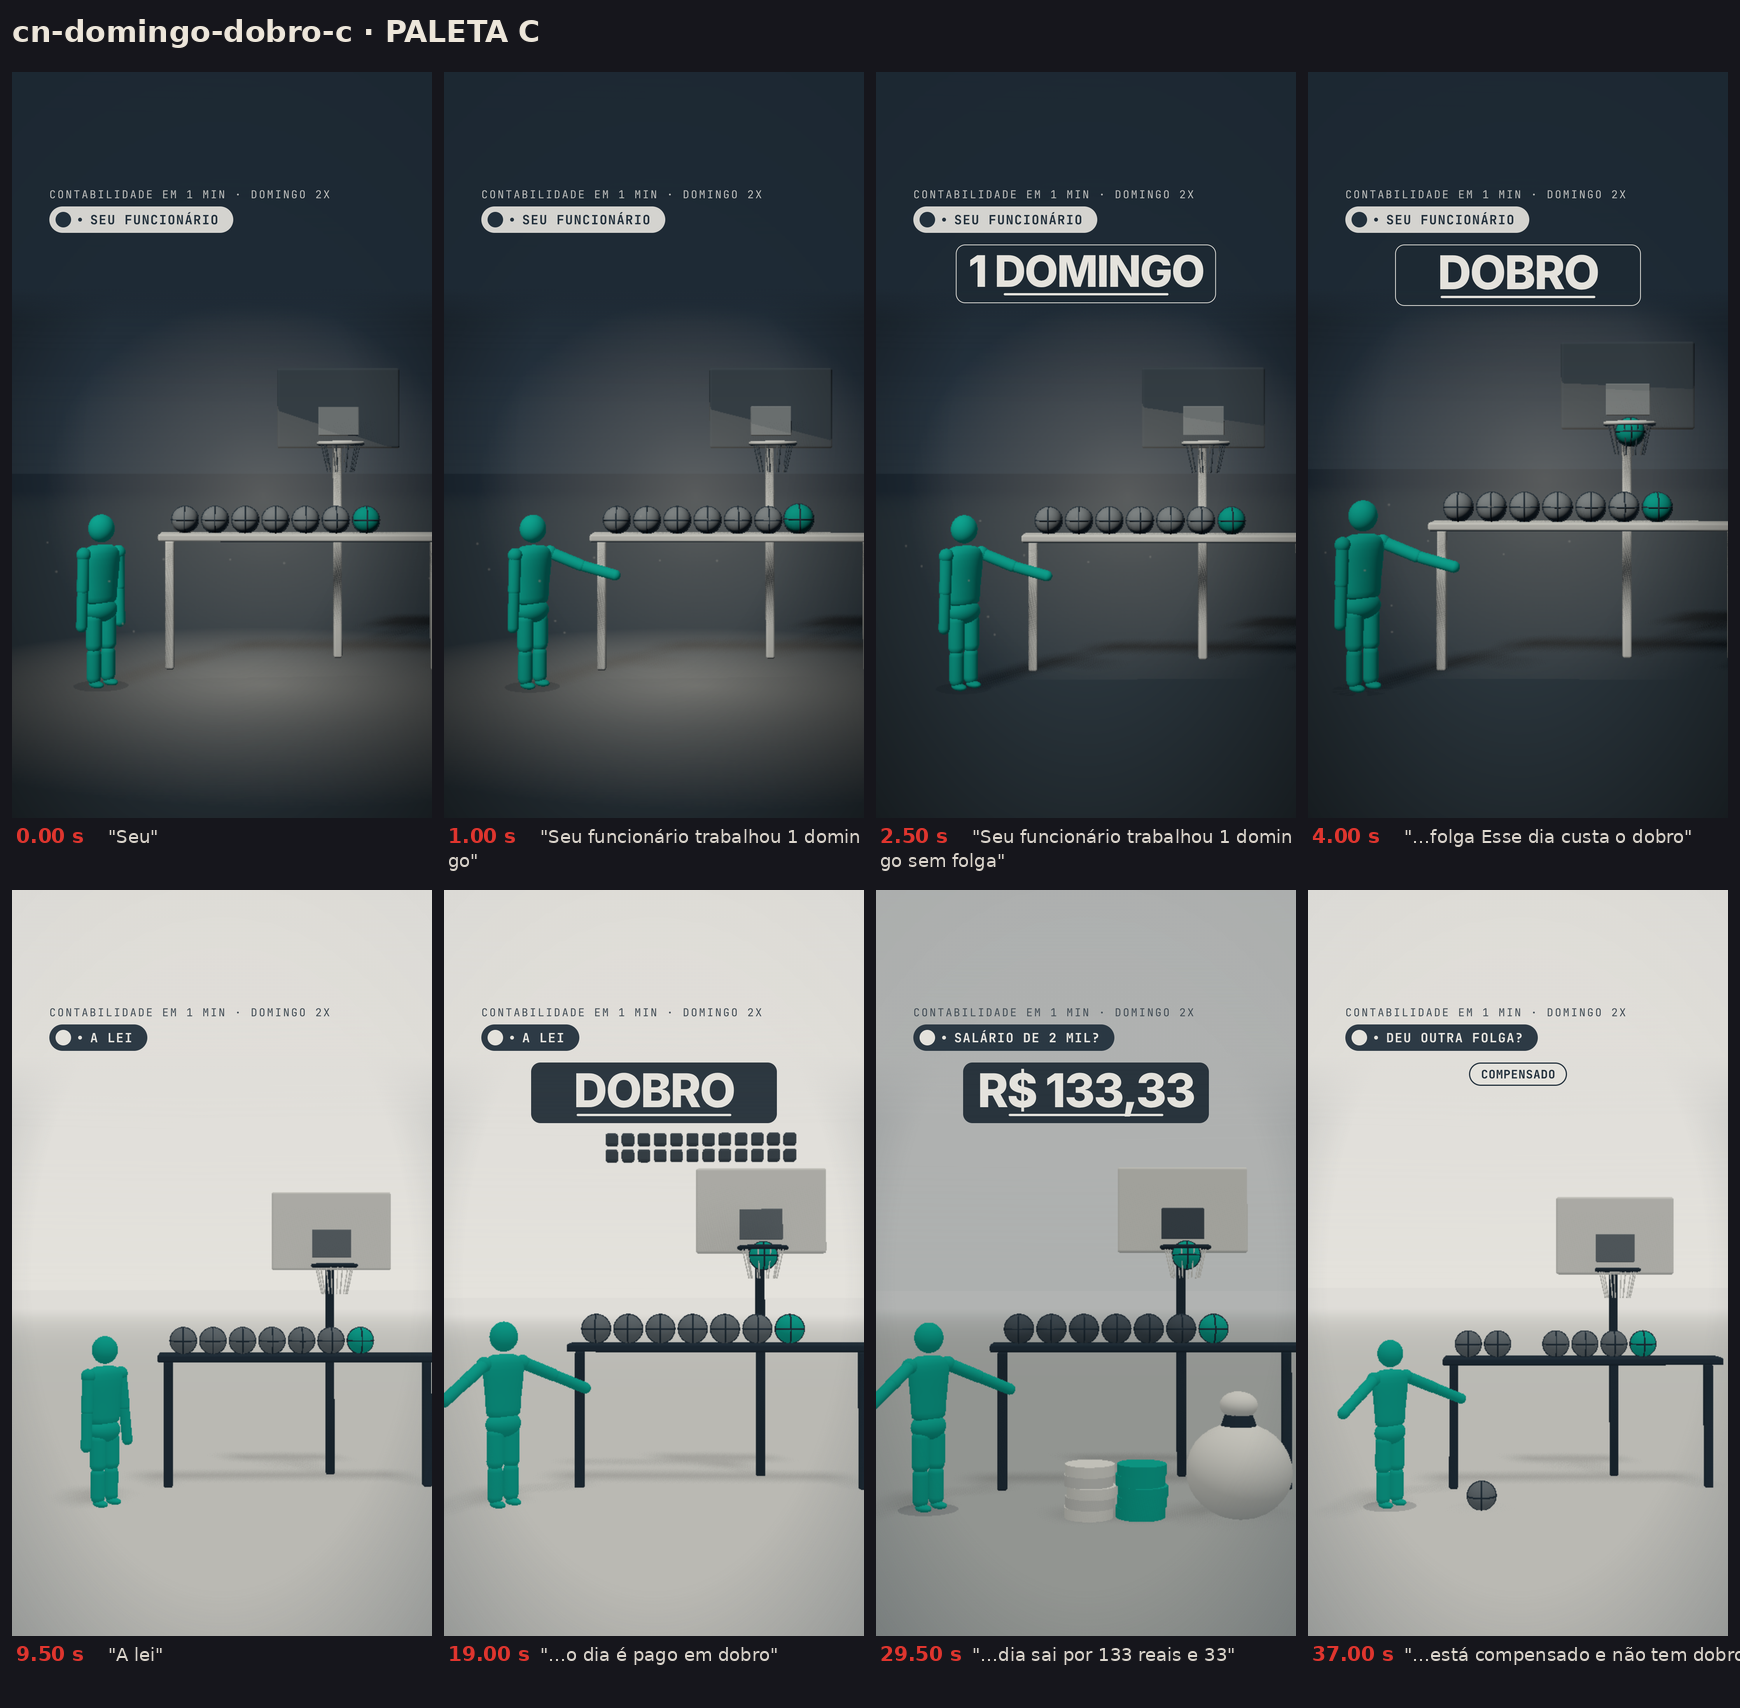 cn-domingo-dobro-c · PALETA C
CONTABILIDADE EM 1 MIN · DOMINGO 2X
• SEU FUNCIONÁRIO
0.00 s "Seu"
CONTABILIDADE EM 1 MIN · DOMINGO 2X
• SEU FUNCIONÁRIO
1.00 s "Seu funcionário trabalhou 1 domin
go"
CONTABILIDADE EM 1 MIN · DOMINGO 2X
• SEU FUNCIONÁRIO
1 DOMINGO
2.50 s "Seu funcionário trabalhou 1 domin
go sem folga"
CONTABILIDADE EM 1 MIN · DOMINGO 2X
• SEU FUNCIONÁRIO
DOBRO
4.00 s "...folga Esse dia custa o dobro"
CONTABILIDADE EM 1 MIN · DOMINGO 2X
• A LEI
9.50 s "A lei"
CONTABILIDADE EM 1 MIN · DOMINGO 2X
• A LEI
DOBRO
19.00 s "...o dia é pago em dobro"
CONTABILIDADE EM 1 MIN · DOMINGO 2X
• SALÁRIO DE 2 MIL?
R$ 133,33
29.50 s "...dia sai por 133 reais e 33"
CONTABILIDADE EM 1 MIN · DOMINGO 2X
• DEU OUTRA FOLGA?
COMPENSADO
37.00 s "...está compensado e não tem dobro